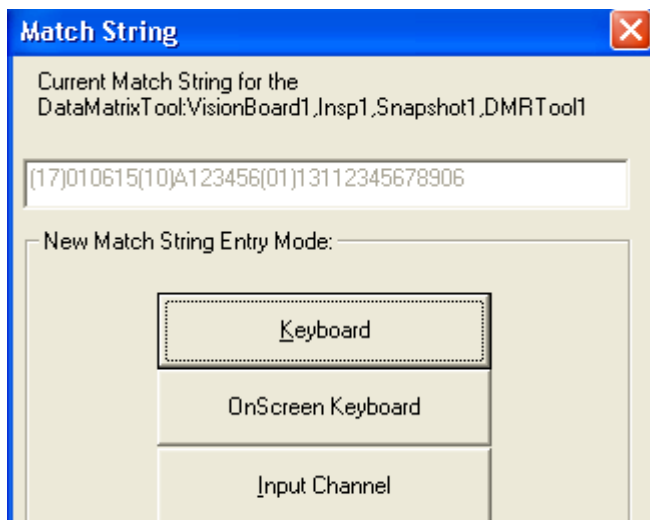 Match String
Current Match String for the
DataMatrixTool:VisionBoard1,Insp1,Snapshot1,DMRTool1
(17)010615(10)A123456(01)13112345678906
New Match String Entry Mode:
Keyboard
OnScreen Keyboard
Input Channel